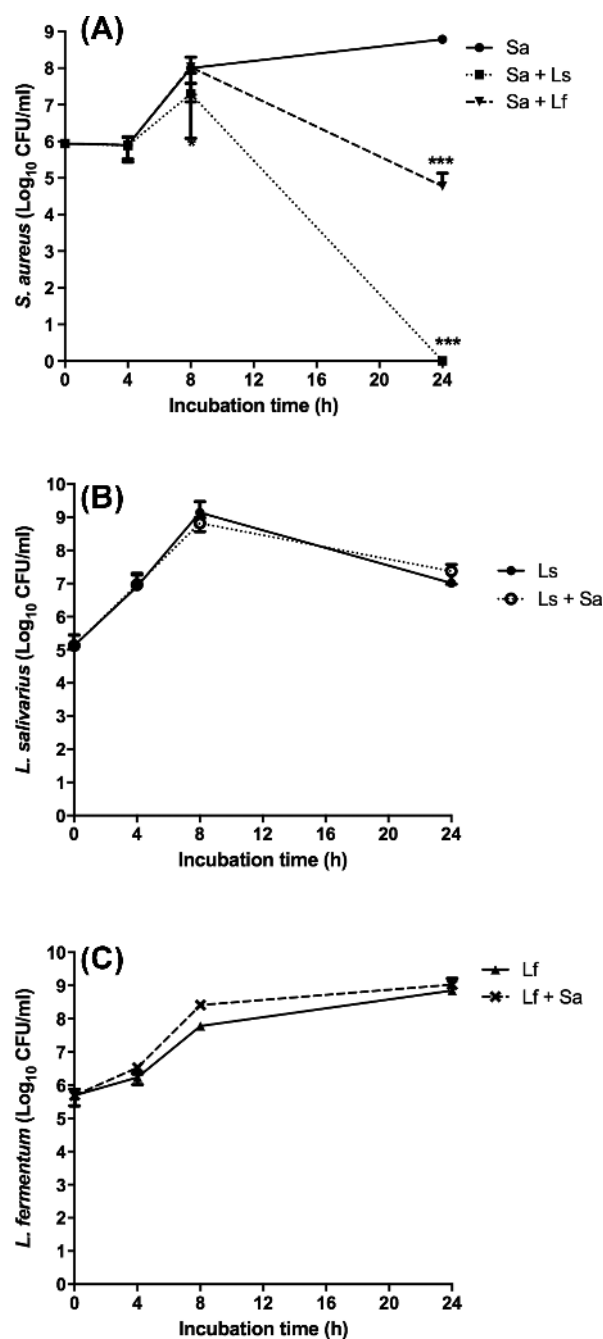 (A)
S. aureus (Log10 CFU/ml)
9
8
7
6
5
4
3
2
1
0
*
***
***
0 4 8 12 16 20 24
Incubation time (h)
Sa
Sa + Ls
Sa + Lf
(B)
L. salivarius (Log10 CFU/ml)
10
9
8
7
6
5
4
3
2
1
0
0 4 8 12 16 20 24
Incubation time (h)
Ls
Ls + Sa
(C)
L. fermentum (Log10 CFU/ml)
10
9
8
7
6
5
4
3
2
1
0
0 4 8 12 16 20 24
Incubation time (h)
Lf
Lf + Sa